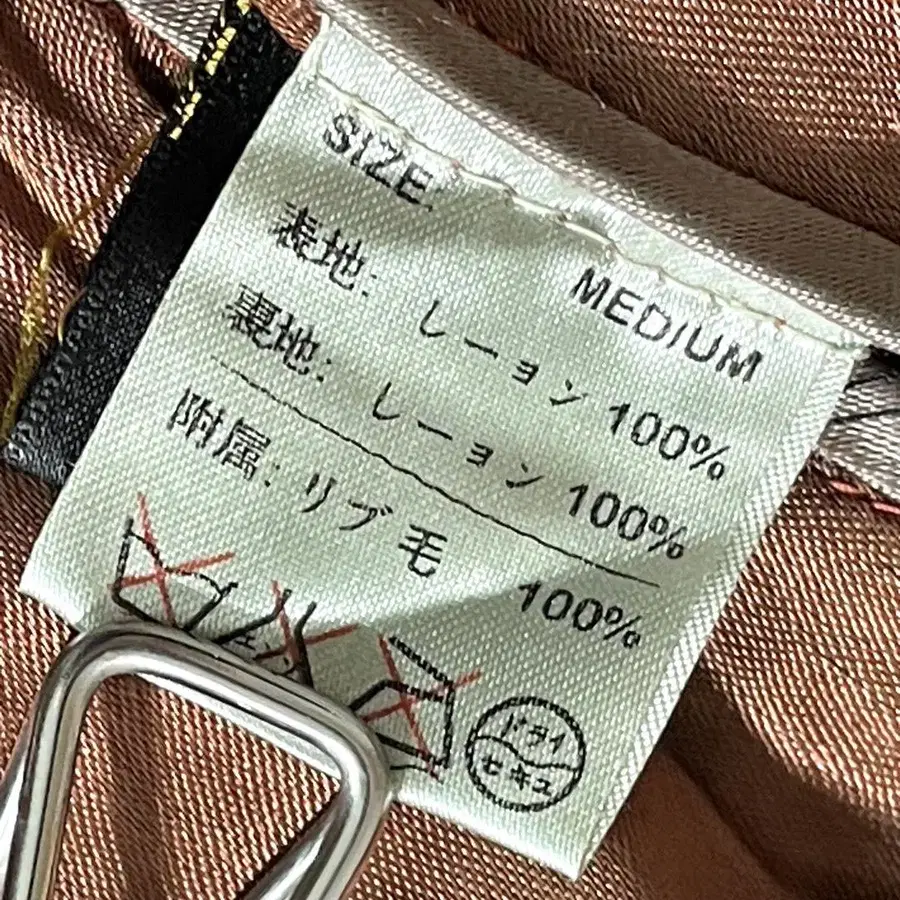 SIZE. MEDIUM
表地: レーヨン 100%
裏地: レーヨン 100%
附属: リブ 毛 100%
ドライ
セキユ